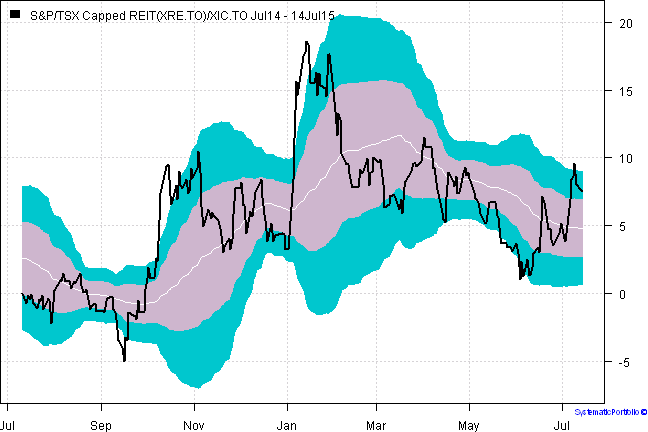 S&P/TSX Capped REIT(XRE.TO)/XIC.TO Jul14 - 14Jul15
20
15
10
5
0
-5
Jul Sep Nov Jan Mar May Jul
SystematicPortfolio ©